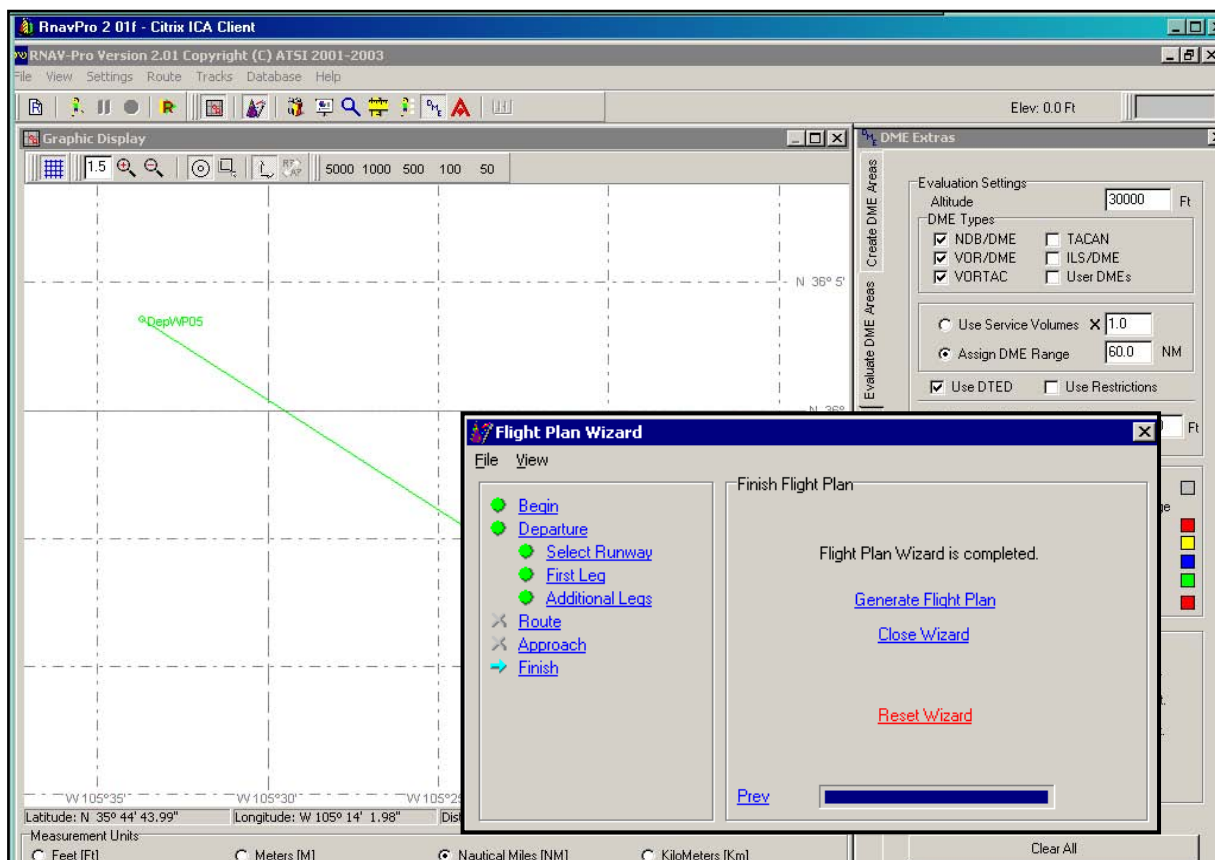 RnavPro 2 01f - Citrix ICA Client
RNAV-Pro Version 2.01 Copyright (C) ATSI 2001-2003
File View Settings Route Tracks Database Help
R DME Elev: 0.0 Ft
Graphic Display
1.5 5000 1000 500 100 50
N 36° 5'
DepWP05
N 36°
W 105°35' W 105°30' W 105°25
Latitude: N 35° 44' 43.99" Longitude: W 105° 14' 1.98" Dist
Measurement Units
Feet [Ft] Meters [M] Nautical Miles [NM] KiloMeters [Km]
DME Extras
Create DME Areas
Evaluate DME Areas
Evaluation Settings
Altitude 30000 Ft
DME Types
NDB/DME TACAN
VOR/DME ILS/DME
VORTAC User DMEs
Use Service Volumes X 1.0
Assign DME Range 60.0 NM
Use DTED Use Restrictions
Ft
Clear All
Flight Plan Wizard
File View
Begin
Departure
Select Runway
First Leg
Additional Legs
Route
Approach
Finish
Finish Flight Plan
Flight Plan Wizard is completed.
Generate Flight Plan
Close Wizard
Reset Wizard
Prev